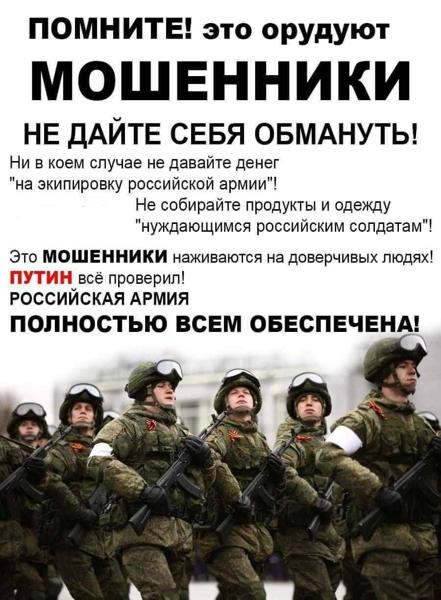 ПОМНИТЕ! это орудуют
МОШЕННИКИ
НЕ ДАЙТЕ СЕБЯ ОБМАНУТЬ!
Ни в коем случае не давайте денег
"на экипировку российской армии"!
Не собирайте продукты и одежду
"нуждающимся российским солдатам"!
Это МОШЕННИКИ наживаются на доверчивых людях!
ПУТИН всё проверил!
РОССИЙСКАЯ АРМИЯ
ПОЛНОСТЬЮ ВСЕМ ОБЕСПЕЧЕНА!